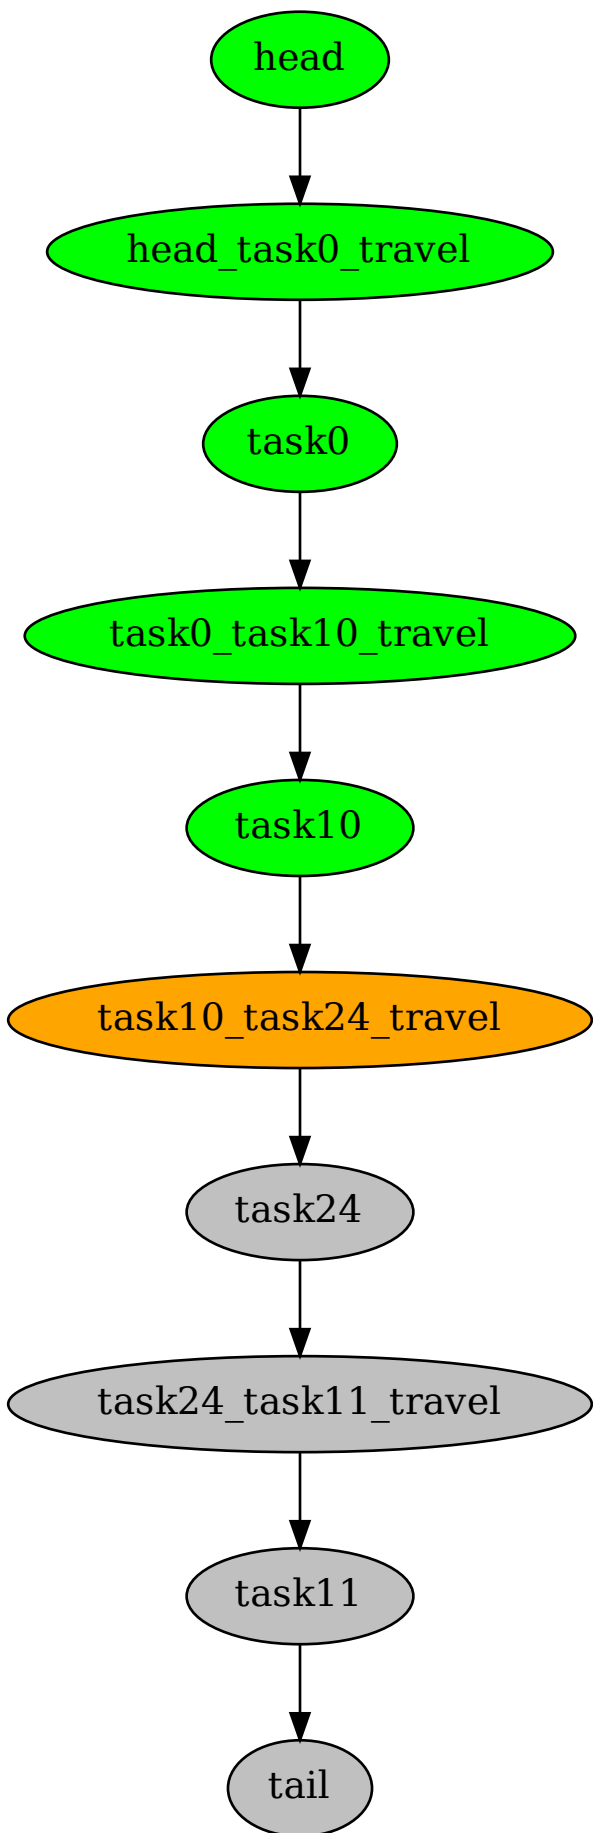 head
head_task0_travel
task0
task0_task10_travel
task10
task10_task24_travel
task24
task24_task11_travel
task11
tail